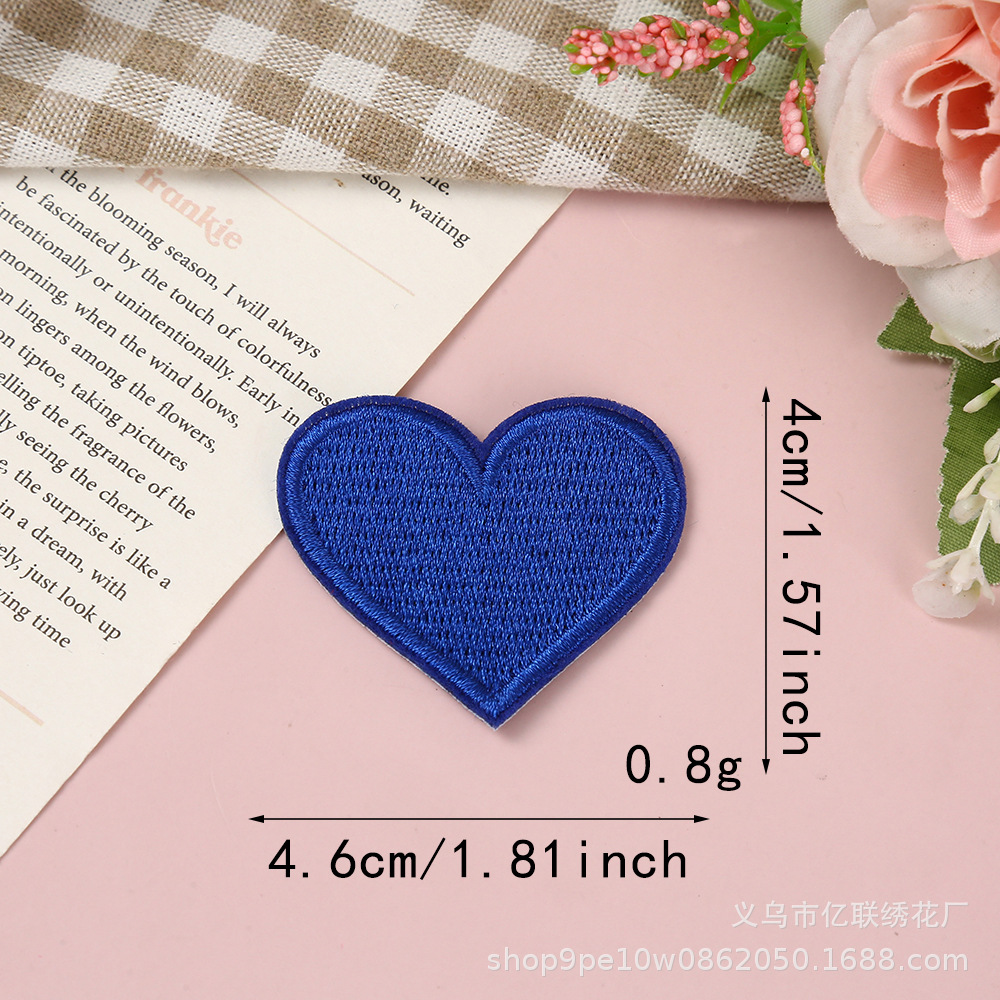 me.
ason, waiting
frankie
n the blooming season, I will always
be fascinated by the touch of colorfulness
intentionally or unintentionally. Early in
morning, when the wind blows,
on lingers among the flowers,
on tiptoe, taking pictures
elling the fragrance of the
ly seeing the cherry
e, the surprise is like a
in a dream, with
ely, just look up
ving time
4cm/1.57inch
0.8g
4.6cm/1.81inch
义乌市亿联绣花厂
shop9pe10w0862050.1688.com